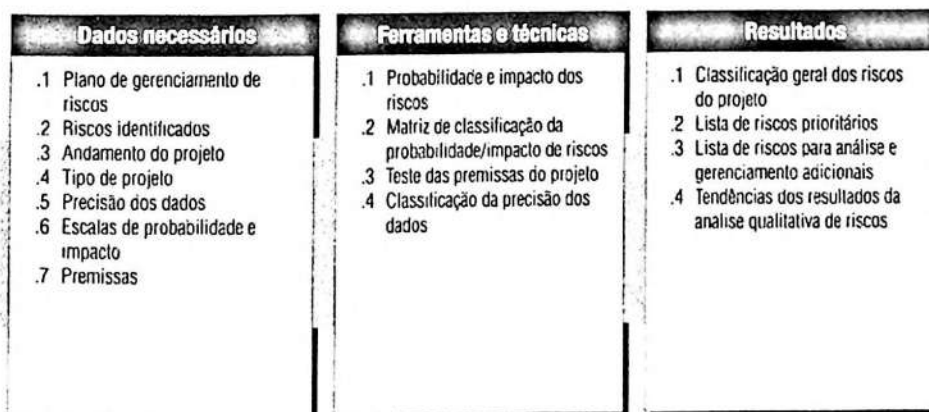 Dados necessários
.1 Plano de gerenciamento de
riscos
.2 Riscos identificados
.3 Andamento do projeto
.4 Tipo de projeto
.5 Precisão dos dados
.6 Escalas de probabilidade e
impacto
.7 Premissas
Ferramentas e técnicas
.1 Probabilidade e impacto dos
riscos
.2 Matriz de classificação da
probabilidade/impacto de riscos
.3 Teste das premissas do projeto
.4 Classificação da precisão dos
dados
Resultados
.1 Classificação geral dos riscos
do projeto
.2 Lista de riscos prioritários
.3 Lista de riscos para análise e
gerenciamento adicionais
.4 Tendências dos resultados da
analise qualitativa de riscos